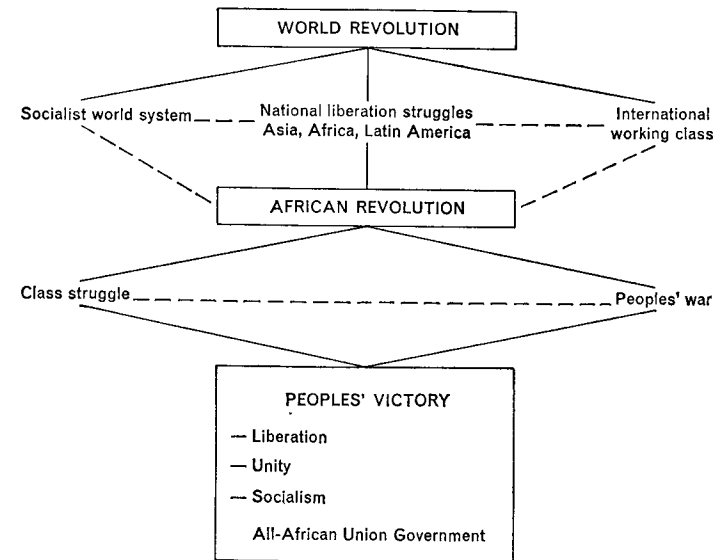 WORLD REVOLUTION
Socialist world system
National liberation struggles
Asia, Africa, Latin America
International
working class
AFRICAN REVOLUTION
Class struggle
Peoples' war
PEOPLES' VICTORY
— Liberation
— Unity
— Socialism
All-African Union Government